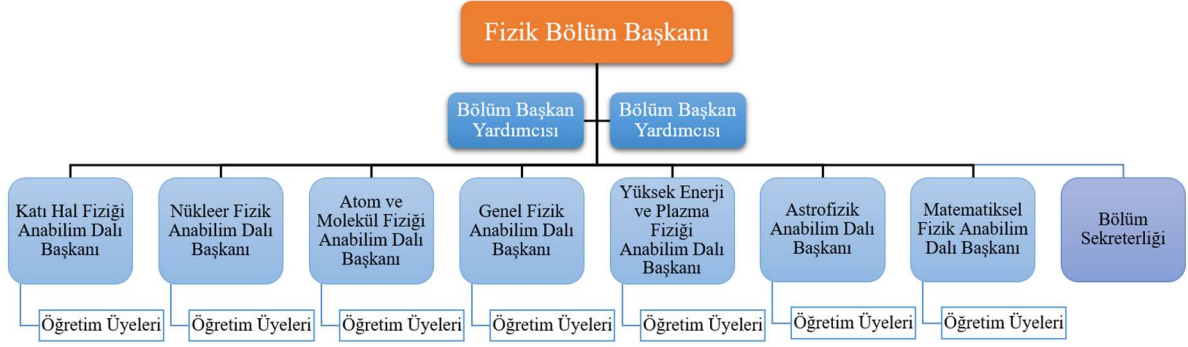 Fizik Bölüm Başkanı
Bölüm Başkan
Yardımcısı
Bölüm Başkan
Yardımcısı
Katı Hal Fiziği
Anabilim Dalı
Başkanı
Nükleer Fizik
Anabilim Dalı
Başkanı
Atom ve
Molekül Fiziği
Anabilim Dalı
Başkanı
Genel Fizik
Anabilim Dalı
Başkanı
Yüksek Enerji
ve Plazma
Fiziği
Anabilim Dalı
Başkanı
Astrofizik
Anabilim Dalı
Başkanı
Matematiksel
Fizik Anabilim
Dalı Başkanı
Bölüm
Sekreterliği
Öğretim Üyeleri
Öğretim Üyeleri
Öğretim Üyeleri
Öğretim Üyeleri
Öğretim Üyeleri
Öğretim Üyeleri
Öğretim Üyeleri